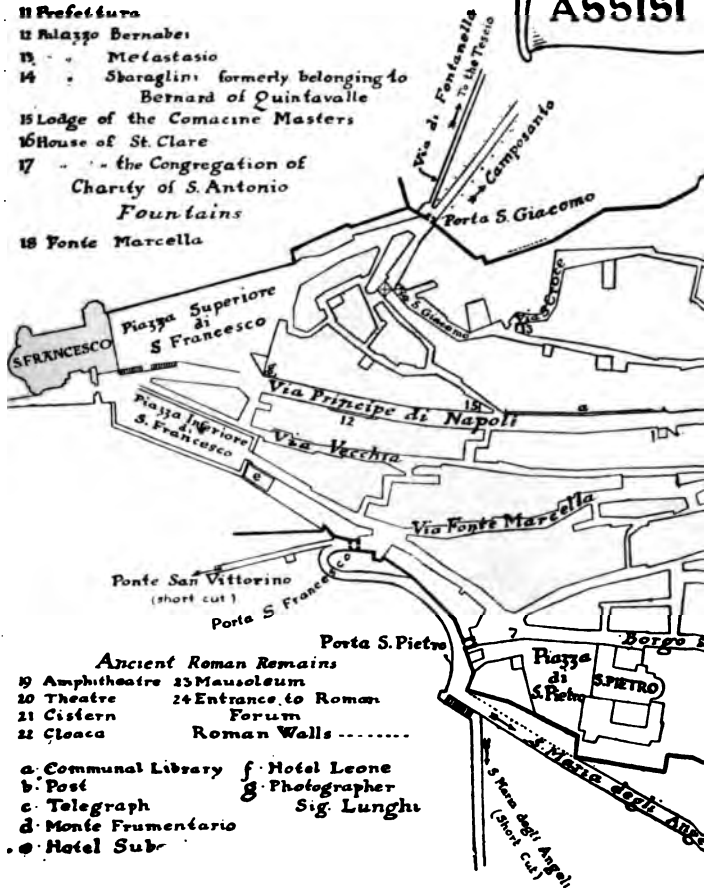 ASSISI
11 Prefettura
12 Palazzo Bernabei
13 " " Metastasio
14 " Sbaraglini formerly belonging to
Bernard of Quintavalle
15 Lodge of the Comacine Masters
16 House of St. Clare
17 " " the Congregation of
Charity of S. Antonio
Fountains
18 Fonte Marcella
Via di Fontanella
To the Tescio
Camposanto
Porta S. Giacomo
S. Giacomo
Via S. Croce
13
S. FRANCESCO
Piazza Superiore
di
S Francesco
g
Via Principe di Napoli
15
a
12
Piazza Inferiore
di
S. Francesco
Via Vecchia
e
Via Fonte Marcella
Ponte San Vittorino
(short cut)
Porta S Francesco
Porta S. Pietro
7
Borgo
Piazza
di
S. Pietro
S. PIETRO
S. Maria degli Ange
S Maria degli Angeli
(Short Cut)
Ancient Roman Remains
19 Amphitheatre 23 Mausoleum
20 Theatre 24 Entrance to Roman
21 Cistern Forum
22 Cloaca Roman Walls --------
a. Communal Library f. Hotel Leone
b. Post g. Photographer
c. Telegraph Sig. Lunghi
d. Monte Frumentario
e. Hotel Sub